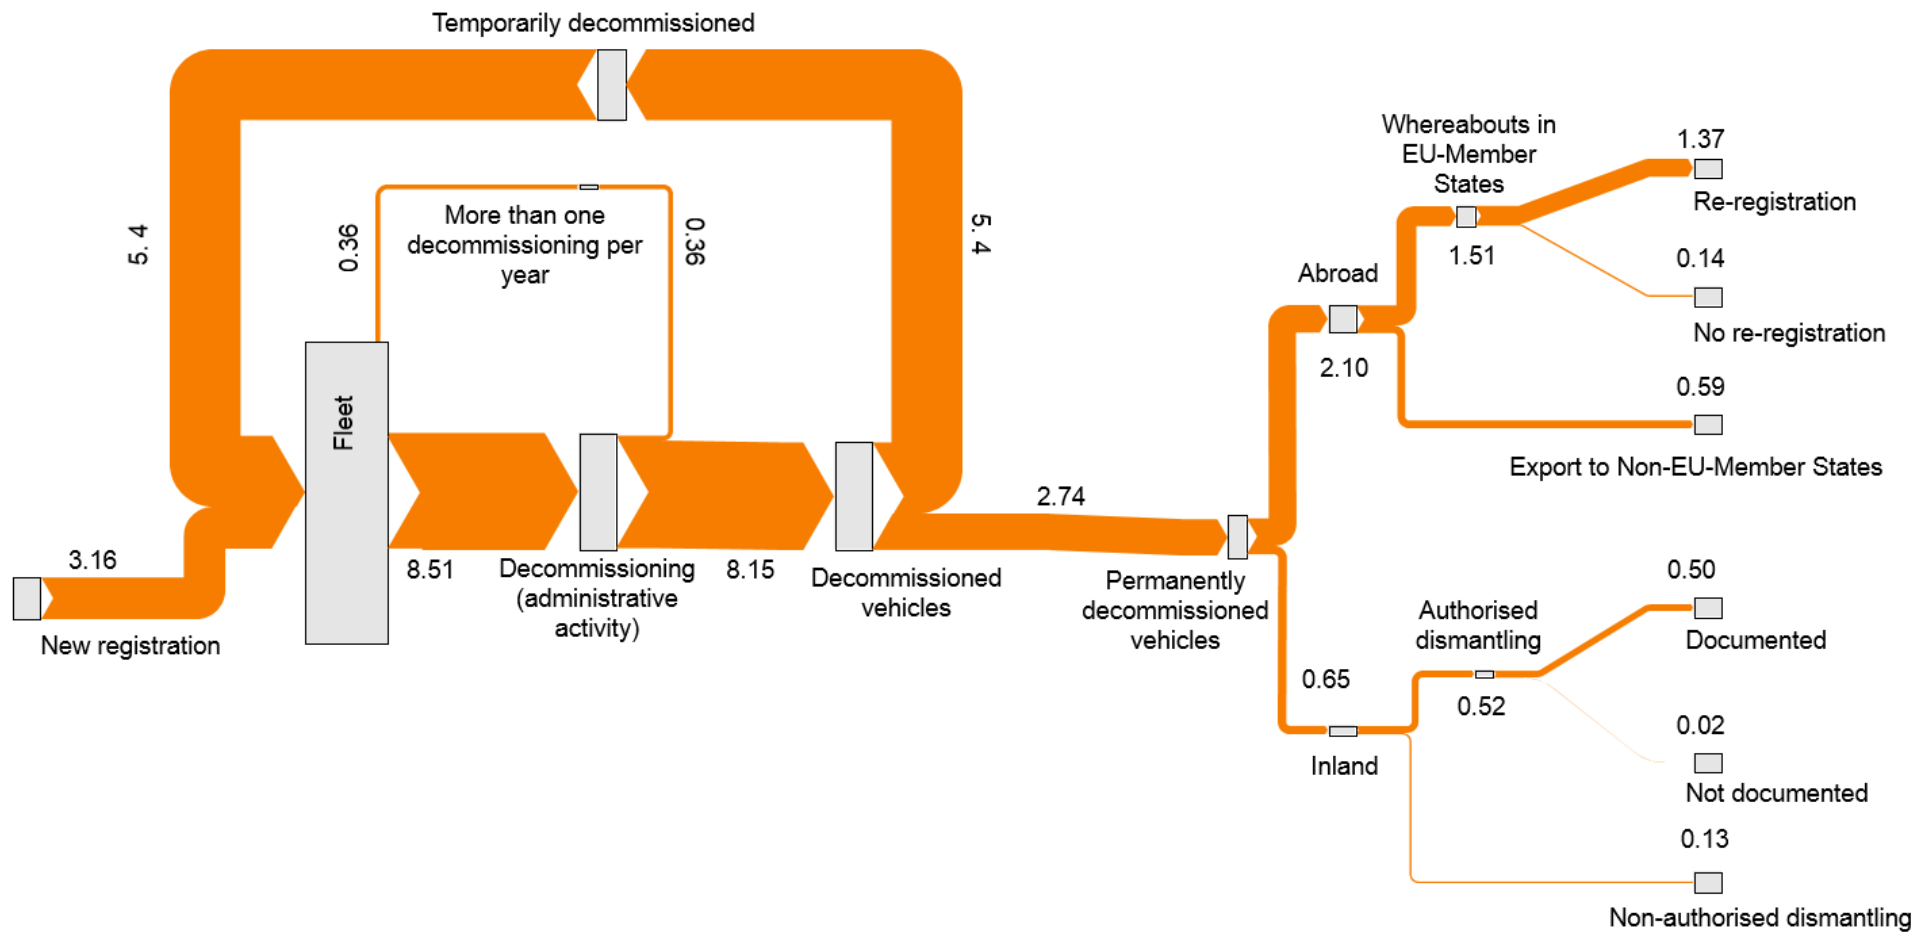 Temporarily decommissioned
5. 4
0.36
More than one
decommissioning per
year
0.36
5. 4
Fleet
3.16
New registration
8.51
Decommissioning
(administrative
activity)
8.15
Decommissioned
vehicles
2.74
Permanently
decommissioned
vehicles
Abroad
2.10
Whereabouts in
EU-Member
States
1.51
1.37
Re-registration
0.14
No re-registration
0.59
Export to Non-EU-Member States
0.65
Inland
Authorised
dismantling
0.52
0.50
Documented
0.02
Not documented
0.13
Non-authorised dismantling